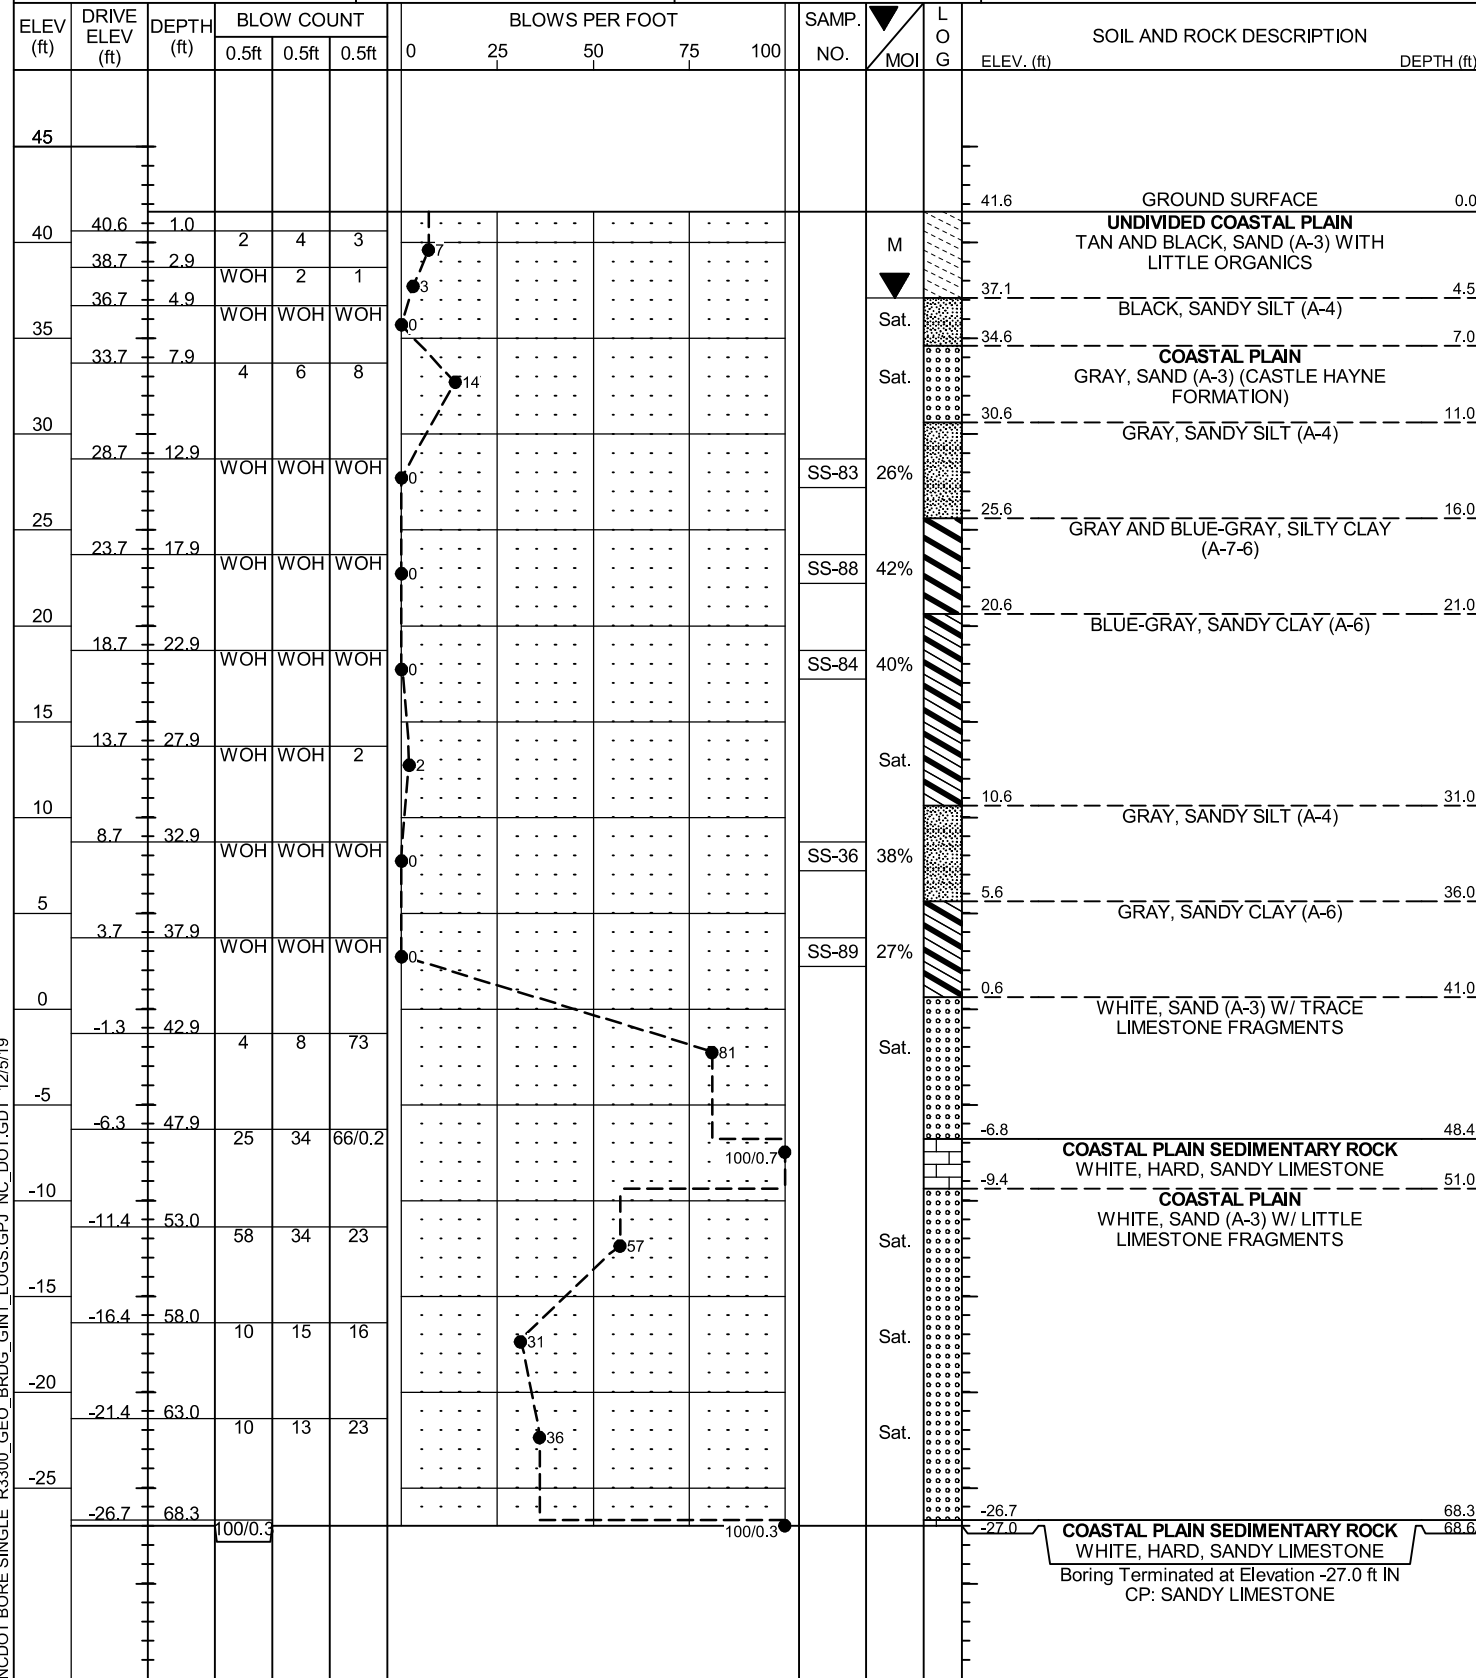 ELEV (ft) DRIVE ELEV (ft) DEPTH (ft) BLOW COUNT BLOWS PER FOOT SAMP. NO. MOI LOG SOIL AND ROCK DESCRIPTION
0.5ft 0.5ft 0.5ft 0 25 50 75 100 ELEV. (ft) DEPTH (ft)
45
41.6 GROUND SURFACE 0.0
40 40.6 1.0 2 4 3 7 M UNDIVIDED COASTAL PLAIN
TAN AND BLACK, SAND (A-3) WITH
LITTLE ORGANICS
38.7 2.9 WOH 2 1 3
37.1 4.5
36.7 4.9 WOH WOH WOH 0 Sat. BLACK, SANDY SILT (A-4)
35
34.6 7.0
33.7 7.9 4 6 8 14 Sat. COASTAL PLAIN
GRAY, SAND (A-3) (CASTLE HAYNE
FORMATION)
30.6 11.0
30 GRAY, SANDY SILT (A-4)
28.7 12.9 WOH WOH WOH 0 SS-83 26%
25.6 16.0
25 GRAY AND BLUE-GRAY, SILTY CLAY
(A-7-6)
23.7 17.9 WOH WOH WOH 0 SS-88 42%
20.6 21.0
20 BLUE-GRAY, SANDY CLAY (A-6)
18.7 22.9 WOH WOH WOH 0 SS-84 40%
15
13.7 27.9 WOH WOH 2 2 Sat.
10.6 31.0
10 GRAY, SANDY SILT (A-4)
8.7 32.9 WOH WOH WOH 0 SS-36 38%
5.6 36.0
5 GRAY, SANDY CLAY (A-6)
3.7 37.9 WOH WOH WOH 0 SS-89 27%
0.6 41.0
0 WHITE, SAND (A-3) W/ TRACE
LIMESTONE FRAGMENTS
-1.3 42.9 4 8 73 81 Sat.
-5
-6.3 47.9 25 34 66/0.2 100/0.7
-6.8 48.4
COASTAL PLAIN SEDIMENTARY ROCK
WHITE, HARD, SANDY LIMESTONE
-9.4 51.0
-10 COASTAL PLAIN
WHITE, SAND (A-3) W/ LITTLE
LIMESTONE FRAGMENTS
-11.4 53.0 58 34 23 57 Sat.
-15
-16.4 58.0 10 15 16 31 Sat.
-20
-21.4 63.0 10 13 23 36 Sat.
-25
-26.7 68.3 100/0.3 100/0.3 -26.7 68.3
-27.0 68.6
COASTAL PLAIN SEDIMENTARY ROCK
WHITE, HARD, SANDY LIMESTONE
Boring Terminated at Elevation -27.0 ft IN
CP: SANDY LIMESTONE
NCDOT BORE SINGLE R3300_GEO_BRDG_GINT_LOGS.GPJ NC_DOT.GDT 12/5/19